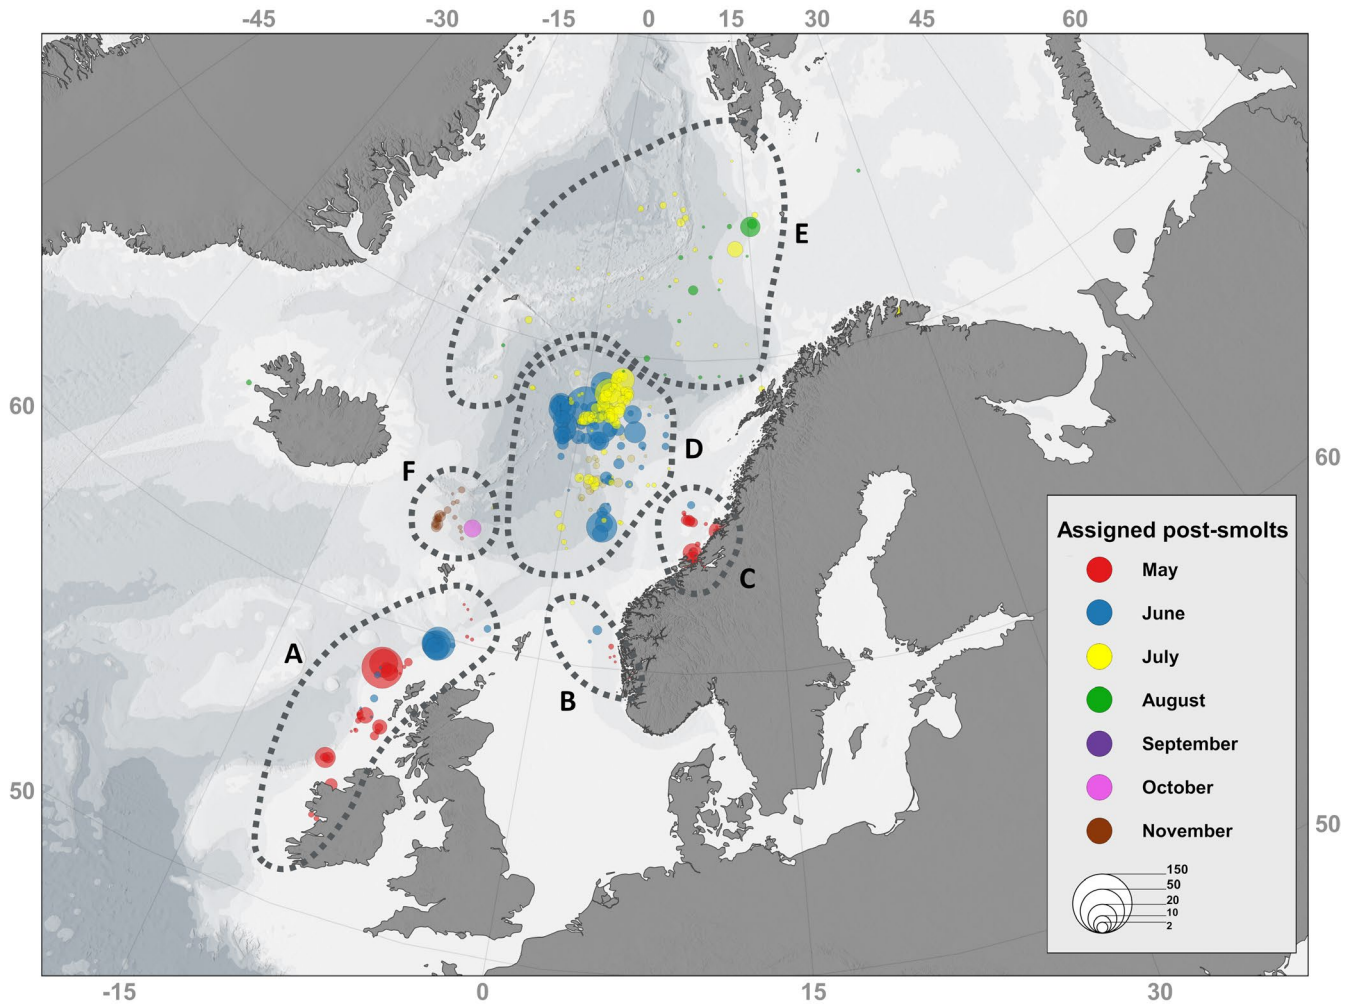 -45 -30 -15 0 15 30 45 60
E
60
D
F
60
C
A
B
50
50
Assigned post-smolts
May
June
July
August
September
October
November
150
50
20
10
2
-15 0 15 30